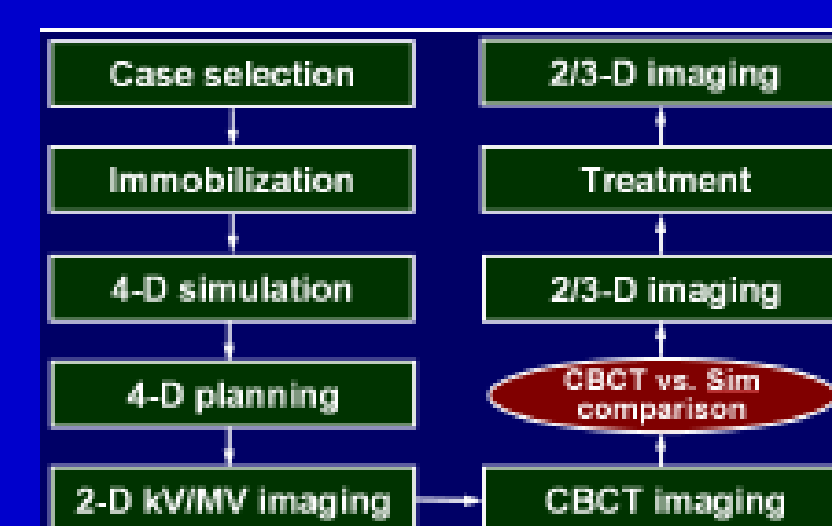 Case selection
Immobilization
4-D simulation
4-D planning
2-D kV/MV imaging
CBCT imaging
CBCT vs. Sim
comparison
2/3-D imaging
Treatment
2/3-D imaging